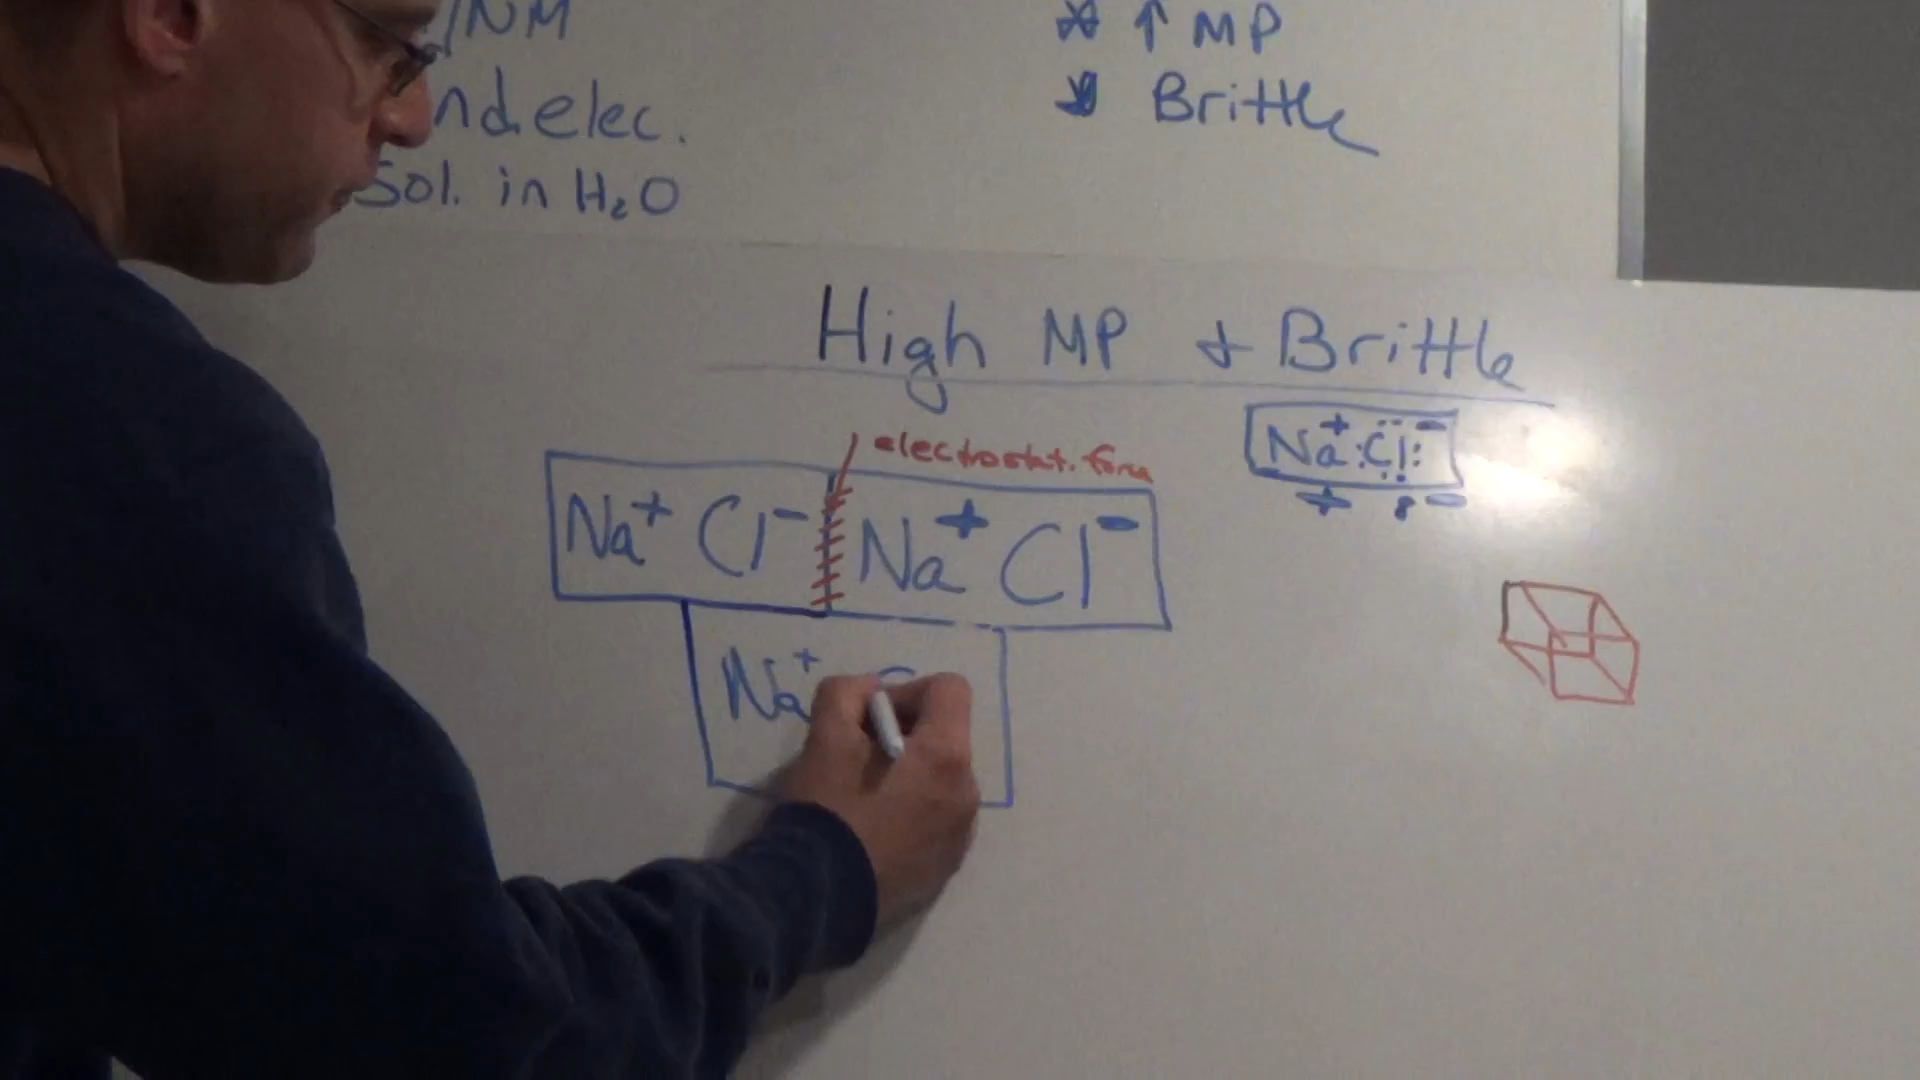 /NM
nd. elec.
Sol. in H₂O
* ↑ MP
Brittle
High MP + Brittle
electrostat. force
Na⁺ :Cl:⁻
+ 8 −
Na⁺ Cl⁻ Na⁺ Cl⁻
Na⁺ C